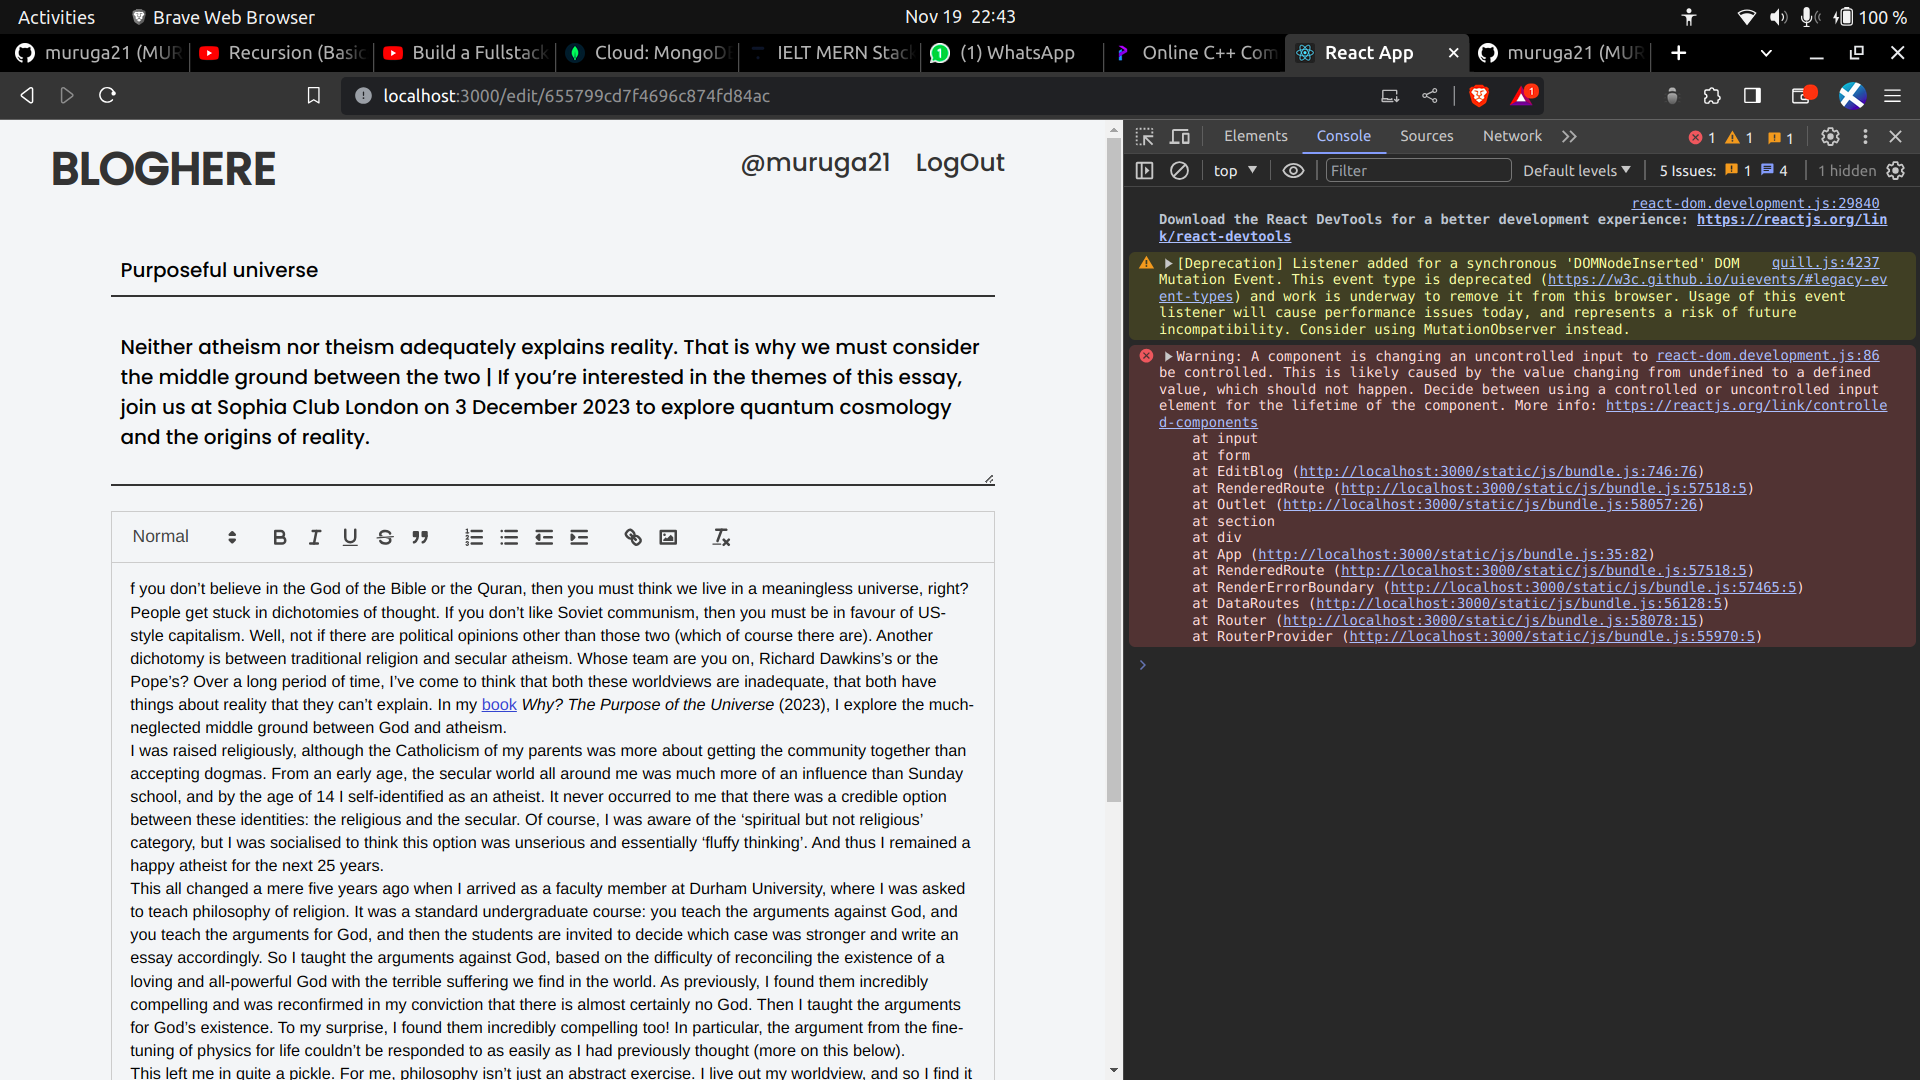 Activities
Brave Web Browser
Nov 19 22:43
100 %
muruga21 (MUR
Recursion (Basic
Build a Fullstack
Cloud: MongoD
IELT MERN Stack
(1) WhatsApp
Online C++ Com
React App
muruga21 (MUR
localhost:3000/edit/655799cd7f4696c874fd84ac
1
BLOGHERE
@muruga21
LogOut
Purposeful universe
Neither atheism nor theism adequately explains reality. That is why we must consider
the middle ground between the two | If you’re interested in the themes of this essay,
join us at Sophia Club London on 3 December 2023 to explore quantum cosmology
and the origins of reality.
Normal
f you don’t believe in the God of the Bible or the Quran, then you must think we live in a meaningless universe, right?
People get stuck in dichotomies of thought. If you don’t like Soviet communism, then you must be in favour of US-
style capitalism. Well, not if there are political opinions other than those two (which of course there are). Another
dichotomy is between traditional religion and secular atheism. Whose team are you on, Richard Dawkins’s or the
Pope’s? Over a long period of time, I’ve come to think that both these worldviews are inadequate, that both have
things about reality that they can’t explain. In my book Why? The Purpose of the Universe (2023), I explore the much-
neglected middle ground between God and atheism.
I was raised religiously, although the Catholicism of my parents was more about getting the community together than
accepting dogmas. From an early age, the secular world all around me was much more of an influence than Sunday
school, and by the age of 14 I self-identified as an atheist. It never occurred to me that there was a credible option
between these identities: the religious and the secular. Of course, I was aware of the ‘spiritual but not religious’
category, but I was socialised to think this option was unserious and essentially ‘fluffy thinking’. And thus I remained a
happy atheist for the next 25 years.
This all changed a mere five years ago when I arrived as a faculty member at Durham University, where I was asked
to teach philosophy of religion. It was a standard undergraduate course: you teach the arguments against God, and
you teach the arguments for God, and then the students are invited to decide which case was stronger and write an
essay accordingly. So I taught the arguments against God, based on the difficulty of reconciling the existence of a
loving and all-powerful God with the terrible suffering we find in the world. As previously, I found them incredibly
compelling and was reconfirmed in my conviction that there is almost certainly no God. Then I taught the arguments
for God’s existence. To my surprise, I found them incredibly compelling too! In particular, the argument from the fine-
tuning of physics for life couldn’t be responded to as easily as I had previously thought (more on this below).
This left me in quite a pickle. For me, philosophy isn’t just an abstract exercise. I live out my worldview, and so I find it
Elements
Console
Sources
Network
1
1
1
top
Filter
Default levels
5 Issues:
1
4
1 hidden
react-dom.development.js:29840
Download the React DevTools for a better development experience: https://reactjs.org/lin
k/react-devtools
[Deprecation] Listener added for a synchronous 'DOMNodeInserted' DOM quill.js:4237
Mutation Event. This event type is deprecated (https://w3c.github.io/uievents/#legacy-ev
ent-types) and work is underway to remove it from this browser. Usage of this event
listener will cause performance issues today, and represents a risk of future
incompatibility. Consider using MutationObserver instead.
Warning: A component is changing an uncontrolled input to react-dom.development.js:86
be controlled. This is likely caused by the value changing from undefined to a defined
value, which should not happen. Decide between using a controlled or uncontrolled input
element for the lifetime of the component. More info: https://reactjs.org/link/controlle
d-components
at input
at form
at EditBlog (http://localhost:3000/static/js/bundle.js:746:76)
at RenderedRoute (http://localhost:3000/static/js/bundle.js:57518:5)
at Outlet (http://localhost:3000/static/js/bundle.js:58057:26)
at section
at div
at App (http://localhost:3000/static/js/bundle.js:35:82)
at RenderedRoute (http://localhost:3000/static/js/bundle.js:57518:5)
at RenderErrorBoundary (http://localhost:3000/static/js/bundle.js:57465:5)
at DataRoutes (http://localhost:3000/static/js/bundle.js:56128:5)
at Router (http://localhost:3000/static/js/bundle.js:58078:15)
at RouterProvider (http://localhost:3000/static/js/bundle.js:55970:5)